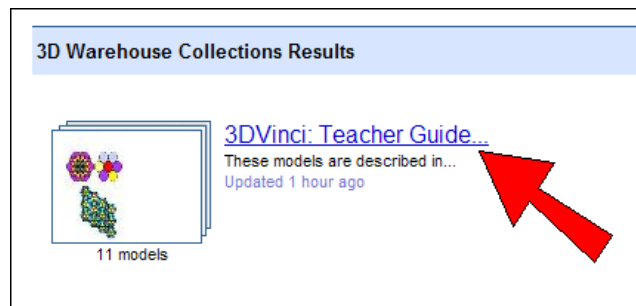 3D Warehouse Collections Results
3DVinci: Teacher Guide...
These models are described in...
Updated 1 hour ago
11 models